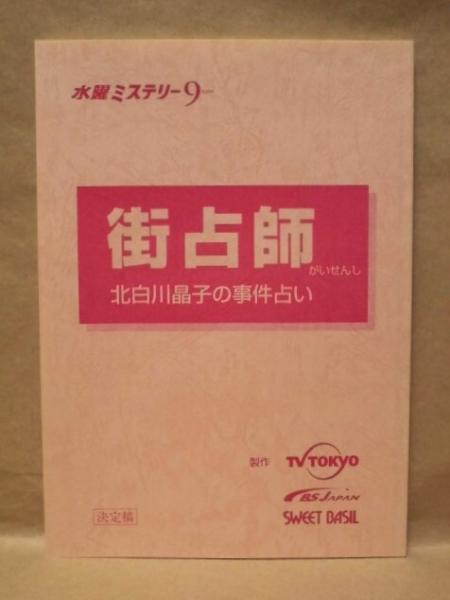 水曜ミステリー9
街占師
がいせんし
北白川晶子の事件占い
製作
TV TOKYO
BS JAPAN
SWEET BASIL
決定稿